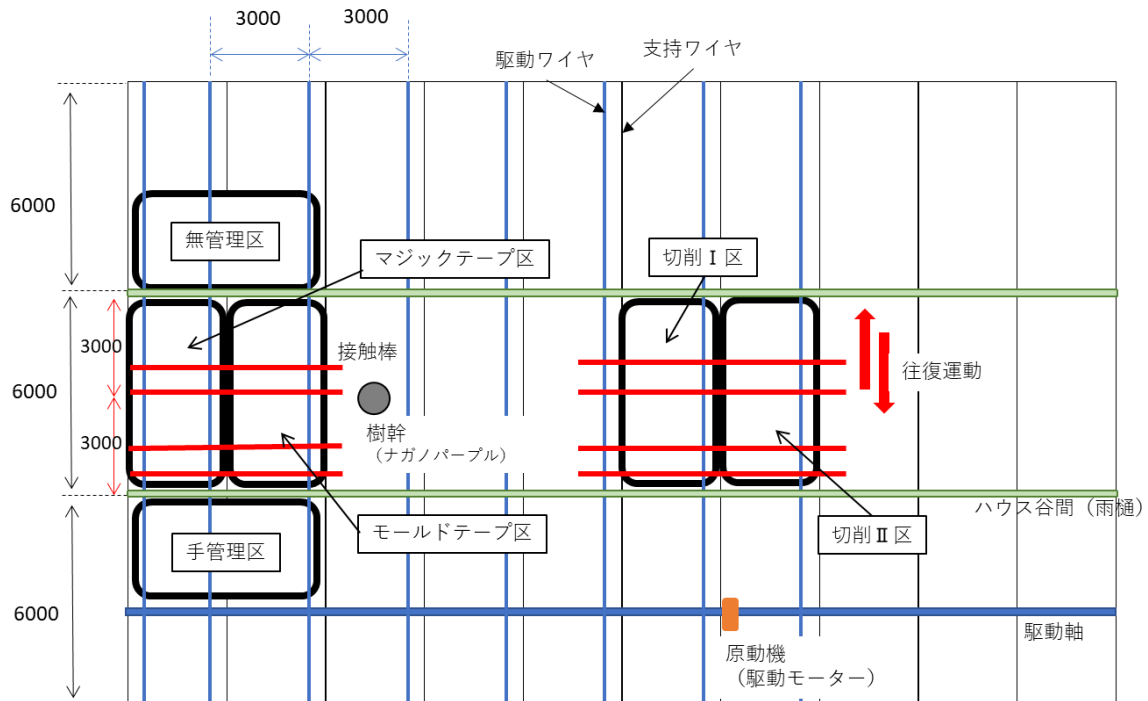 3000
3000
駆動ワイヤ
支持ワイヤ
6000
無管理区
マジックテープ区
切削Ⅰ区
3000
接触棒
往復運動
6000
樹幹
（ナガノパープル）
3000
ハウス谷間（雨樋）
モールドテープ区
切削Ⅱ区
手管理区
6000
駆動軸
原動機
（駆動モーター）